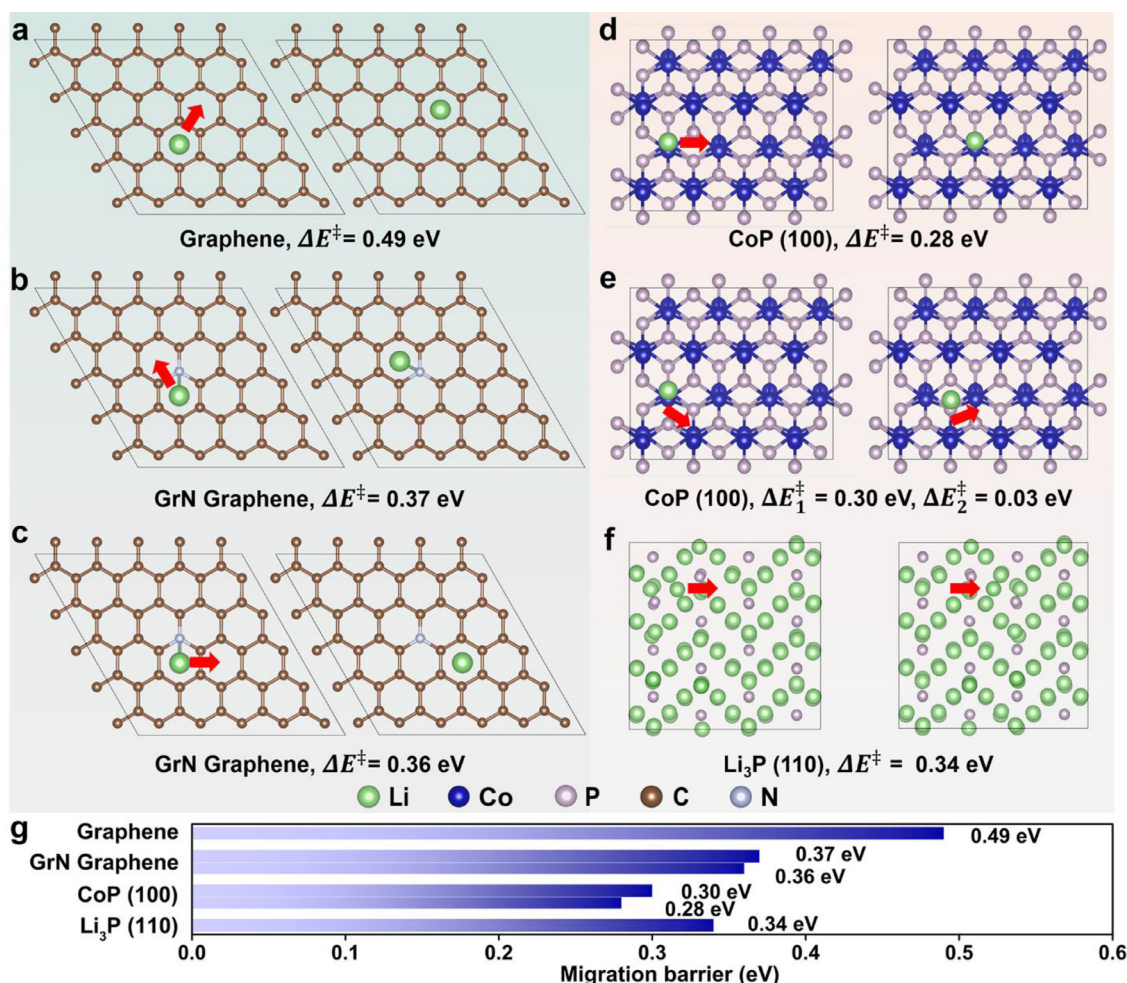 a
Graphene, ΔE‡= 0.49 eV
b
GrN Graphene, ΔE‡= 0.37 eV
c
GrN Graphene, ΔE‡= 0.36 eV
d
CoP (100), ΔE‡= 0.28 eV
e
CoP (100), ΔE₁‡ = 0.30 eV, ΔE₂‡ = 0.03 eV
f
Li₃P (110), ΔE‡ = 0.34 eV
Li Co P C N
g
Graphene 0.49 eV
GrN Graphene 0.37 eV
0.36 eV
CoP (100) 0.30 eV
0.28 eV
Li₃P (110) 0.34 eV
0.0 0.1 0.2 0.3 0.4 0.5 0.6
Migration barrier (eV)